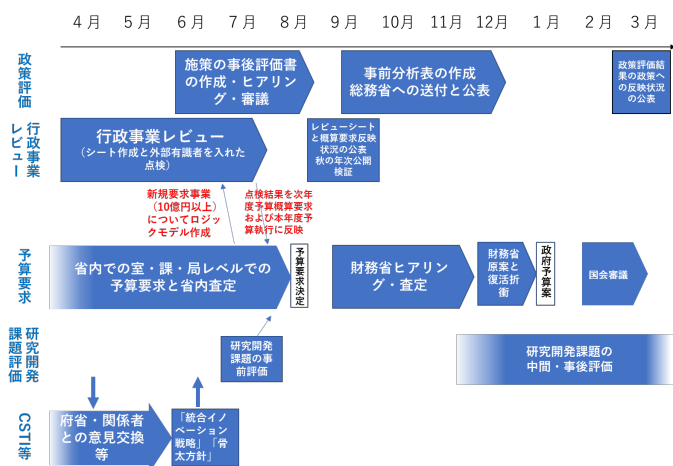 4月 5月 6月 7月 8月 9月 10月 11月 12月 1月 2月 3月
政策評価
施策の事後評価書
の作成・ヒアリン
グ・審議
事前分析表の作成
総務省への送付と公表
政策評価結
果の政策へ
の反映状況
の公表
行政事業
レビュー
行政事業レビュー
（シート作成と外部有識者を入れた
点検）
レビューシート
と概算要求反映
状況の公表
秋の年次公開
検証
新規要求事業
（10億円以上）
についてロジッ
クモデル作成
点検結果を次年
度予算概算要求
および本年度予
算執行に反映
予算要求
省内での室・課・局レベルでの
予算要求と省内査定
予算要求決定
財務省ヒアリン
グ・査定
財務省
原案と
復活折
衝
政府予算案
国会審議
研究開発
課題評価
研究開発
課題の事
前評価
研究開発課題の
中間・事後評価
CSTI等
府省・関係者
との意見交換
等
「統合イノ
ベーション
戦略」「骨
太方針」